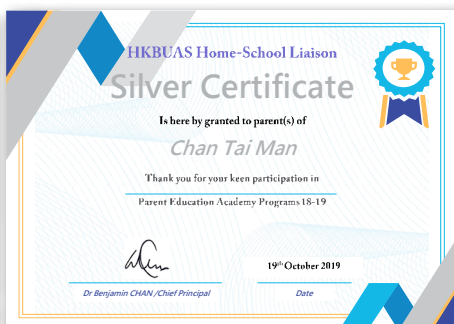 HKBUAS Home-School Liaison
Silver Certificate
Is here by granted to parent(s) of
Chan Tai Man
Thank you for your keen participation in
Parent Education Academy Programs 18-19
19th October 2019
Dr Benjamin CHAN /Chief Principal
Date